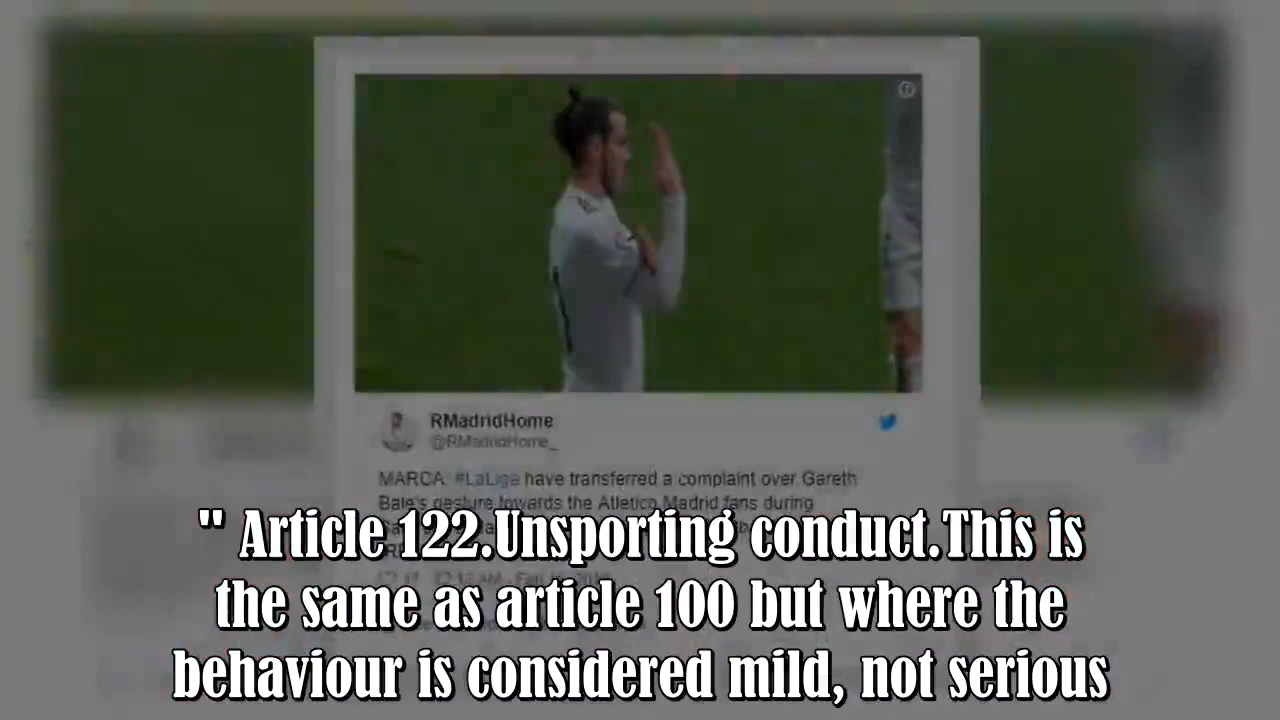 RMadridHome
@RMadridHome_
MARCA: #LaLiga have transferred a complaint over Gareth
Bale's gesture towards the Atletico Madrid fans during
" Article 122.Unsporting conduct.This is
the same as article 100 but where the
behaviour is considered mild, not serious